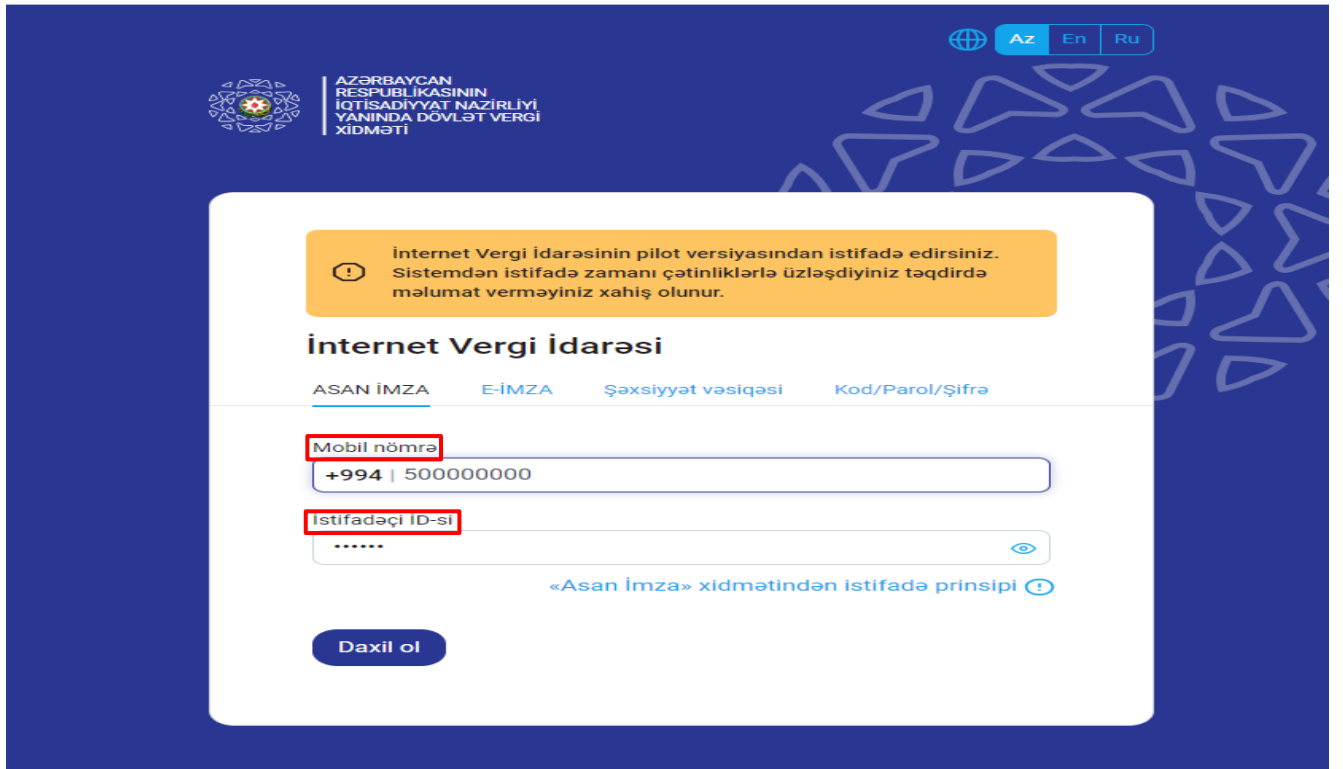 Az En Ru
AZƏRBAYCAN
RESPUBLİKASININ
İQTİSADİYYAT NAZİRLİYİ
YANINDA DÖVLƏT VERGİ
XİDMƏTİ
İnternet Vergi İdarəsinin pilot versiyasından istifadə edirsiniz.
Sistemdən istifadə zamanı çətinliklərlə üzləşdiyiniz təqdirdə
məlumat verməyiniz xahiş olunur.
İnternet Vergi İdarəsi
ASAN İMZA E-İMZA Şəxsiyyət vəsiqəsi Kod/Parol/Şifrə
Mobil nömrə
+994 | 500000000
İstifadəçi İD-si
••••••
«Asan İmza» xidmətindən istifadə prinsipi
Daxil ol